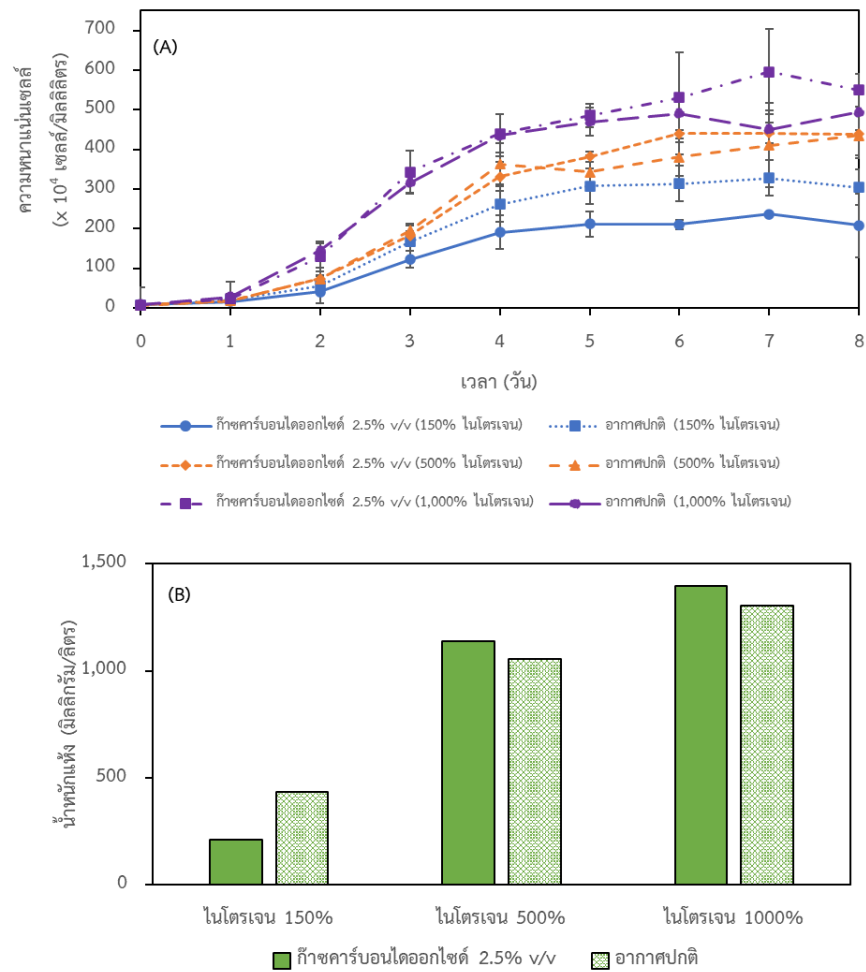 (A)
ความหนาแน่นเซลล์
(x 10⁴ เซลล์/มิลลิลิตร)
700
600
500
400
300
200
100
0
0 1 2 3 4 5 6 7 8
เวลา (วัน)
ก๊าซคาร์บอนไดออกไซด์ 2.5% v/v (150% ไนโตรเจน) อากาศปกติ (150% ไนโตรเจน)
ก๊าซคาร์บอนไดออกไซด์ 2.5% v/v (500% ไนโตรเจน) อากาศปกติ (500% ไนโตรเจน)
ก๊าซคาร์บอนไดออกไซด์ 2.5% v/v (1,000% ไนโตรเจน) อากาศปกติ (1,000% ไนโตรเจน)
(B)
น้ำหนักแห้ง (มิลลิกรัม/ลิตร)
1,500
1,000
500
0
ไนโตรเจน 150% ไนโตรเจน 500% ไนโตรเจน 1000%
ก๊าซคาร์บอนไดออกไซด์ 2.5% v/v อากาศปกติ